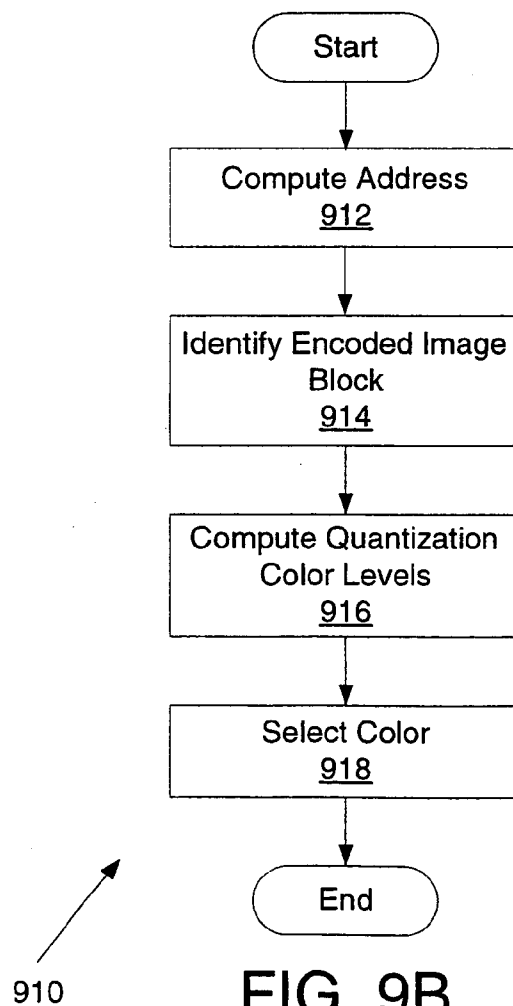 Start
Compute Address
912
Identify Encoded Image
Block
914
Compute Quantization
Color Levels
916
Select Color
918
End
910
FIG. 9B